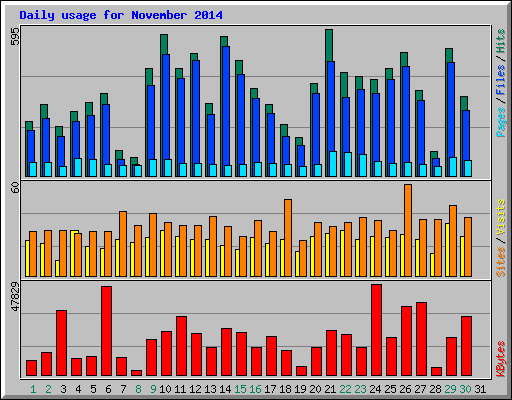 Daily usage for November 2014
595
Pages / Files / Hits
60
Sites / Visits
47829
KBytes
1 2 3 4 5 6 7 8 9 10 11 12 13 14 15 16 17 18 19 20 21 22 23 24 25 26 27 28 29 30 31